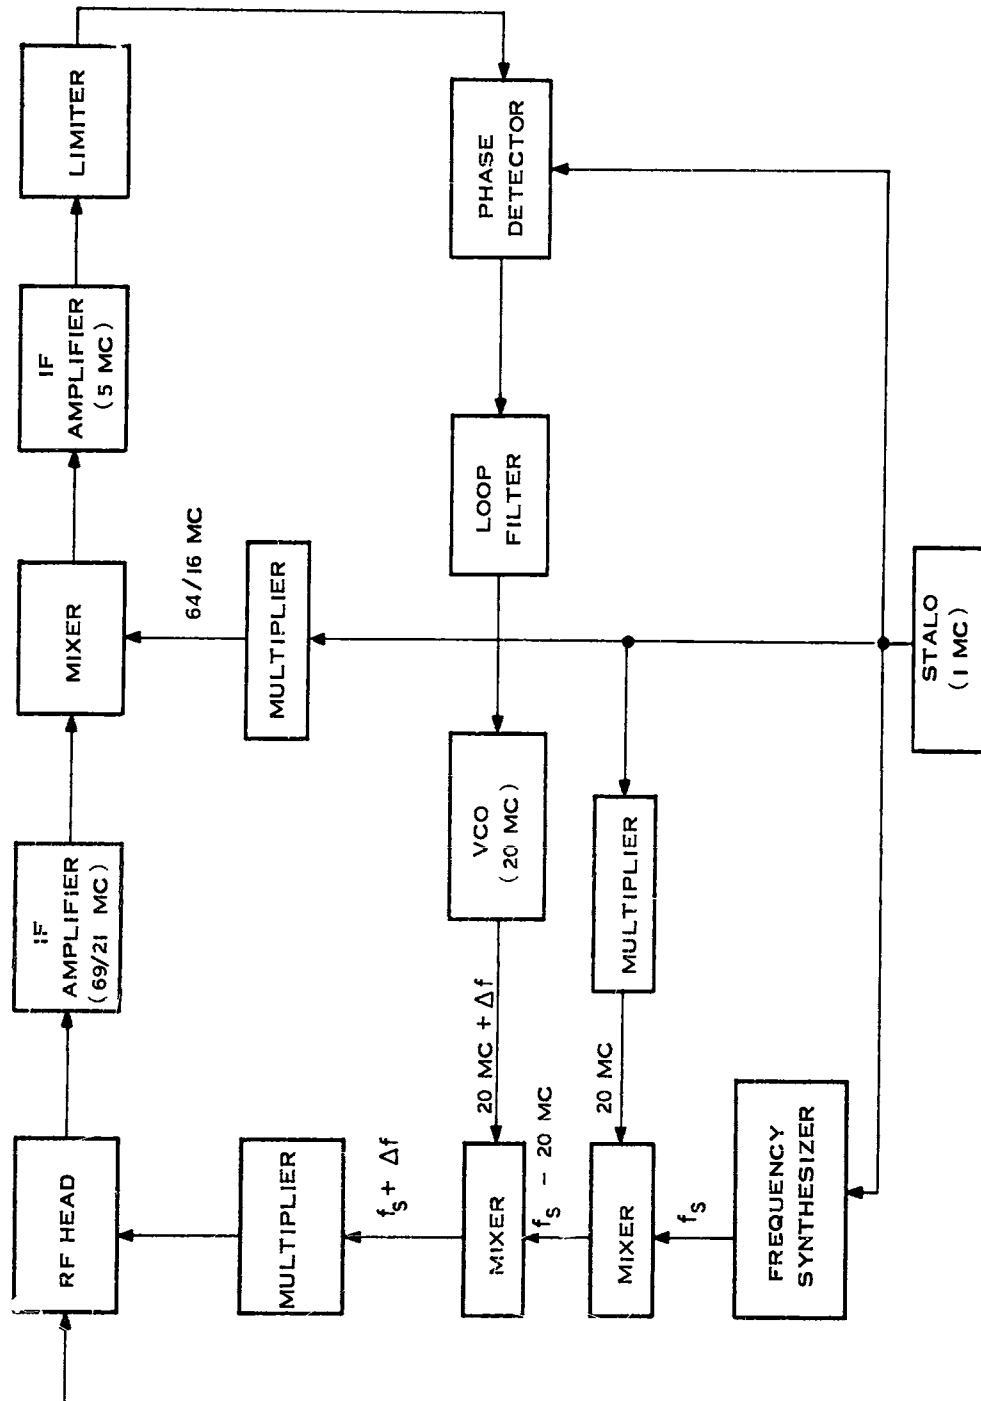 RF HEAD
IF
AMPLIFIER
(69/21 MC)
MIXER
IF
AMPLIFIER
(5 MC)
LIMITER
MULTIPLIER
64/16 MC
MULTIPLIER
fs + Δf
MIXER
20 MC + Δf
VCO
(20 MC)
LOOP
FILTER
PHASE
DETECTOR
fs - 20 MC
MIXER
20 MC
MULTIPLIER
fs
FREQUENCY
SYNTHESIZER
STALO
(1 MC)